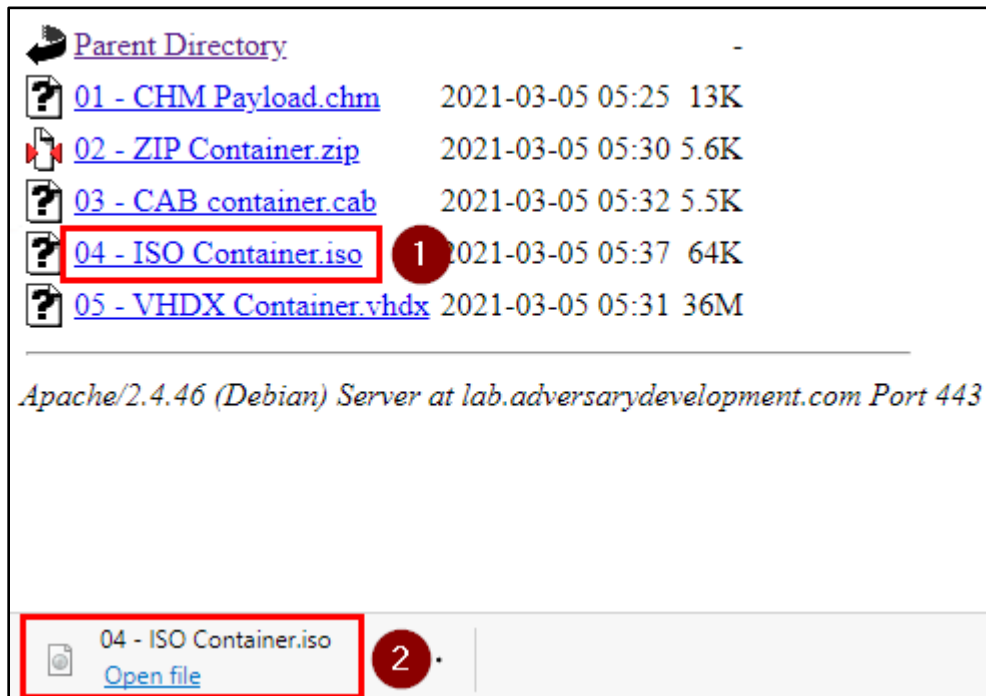 Parent Directory -
01 - CHM Payload.chm 2021-03-05 05:25 13K
02 - ZIP Container.zip 2021-03-05 05:30 5.6K
03 - CAB container.cab 2021-03-05 05:32 5.5K
04 - ISO Container.iso 1 2021-03-05 05:37 64K
05 - VHDX Container.vhdx 2021-03-05 05:31 36M
Apache/2.4.46 (Debian) Server at lab.adversarydevelopment.com Port 443
04 - ISO Container.iso
Open file 2